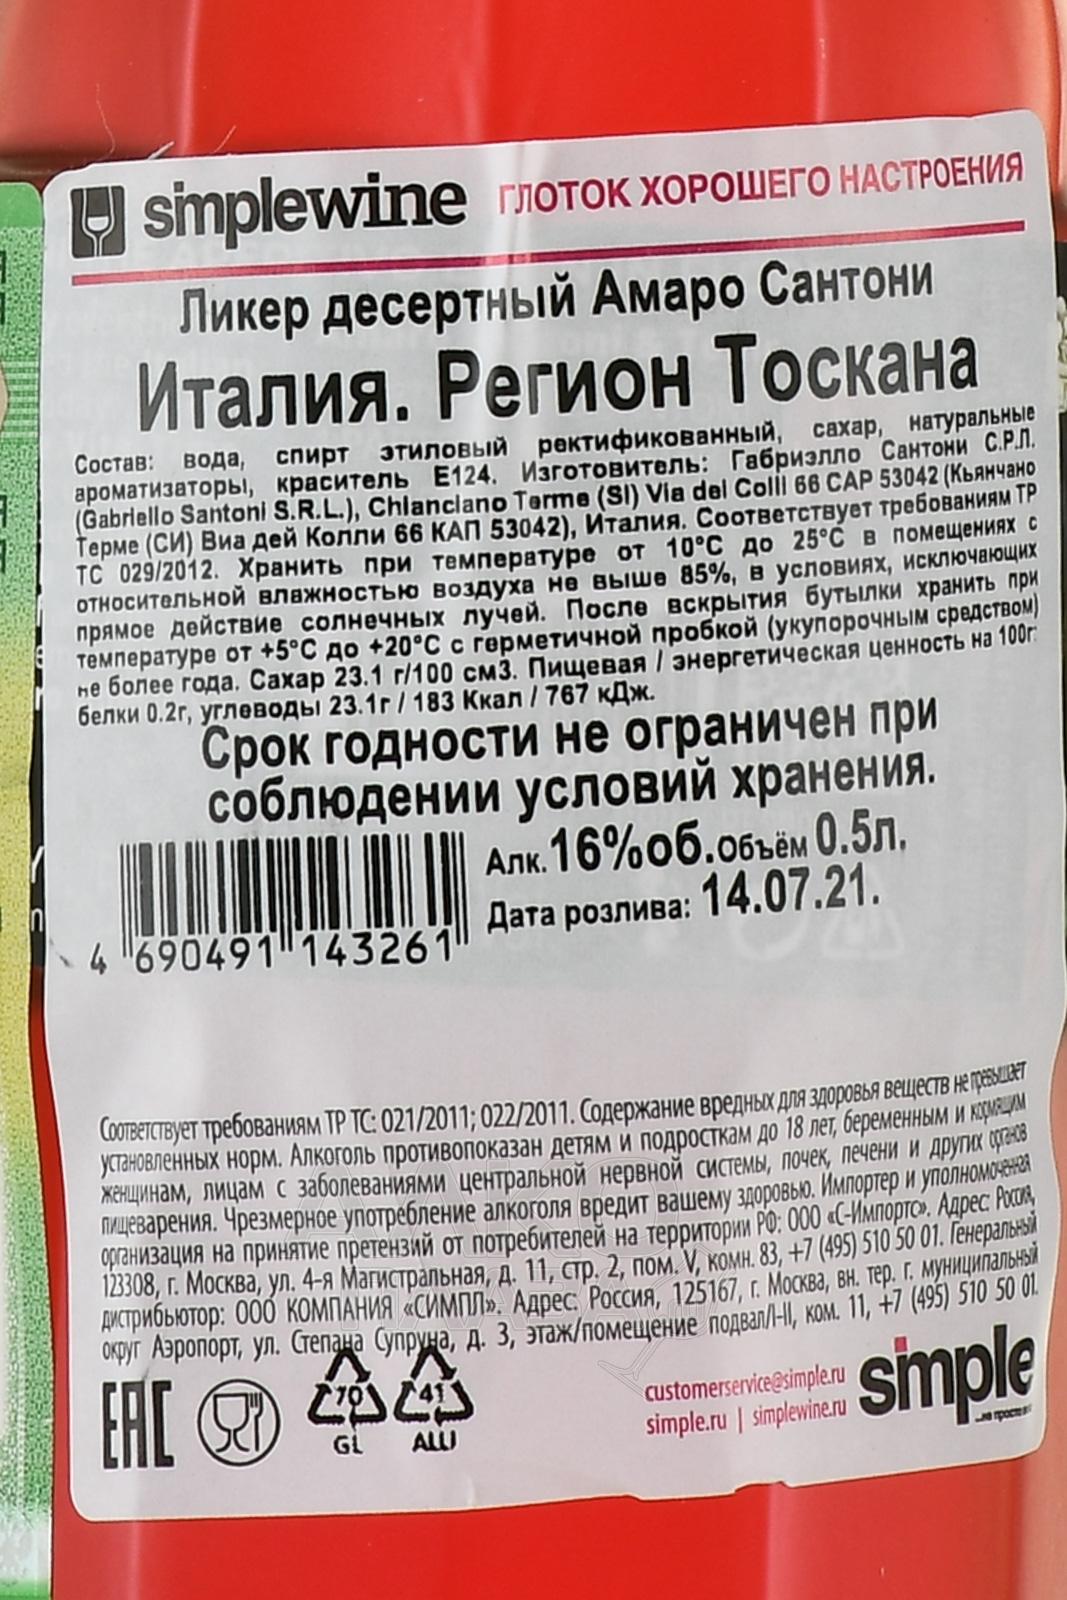 simplewine ГЛОТОК ХОРОШЕГО НАСТРОЕНИЯ
Ликер десертный Амаро Сантони
Италия. Регион Тоскана
Состав: вода, спирт этиловый ректификованный, сахар, натуральные
ароматизаторы, краситель Е124. Изготовитель: Габриэлло Сантони С.Р.Л.
(Gabriello Santoni S.R.L.), Chianciano Terme (SI) Via dei Colli 66 CAP 53042 (Кьянчано
Терме (СИ) Виа дей Колли 66 КАП 53042), Италия. Соответствует требованиям ТР
ТС 029/2012. Хранить при температуре от 10°С до 25°С в помещениях с
относительной влажностью воздуха не выше 85%, в условиях, исключающих
прямое действие солнечных лучей. После вскрытия бутылки хранить при
температуре от +5°С до +20°С с герметичной пробкой (укупорочным средством)
не более года. Сахар 23.1 г/100 см3. Пищевая / энергетическая ценность на 100г:
белки 0.2г, углеводы 23.1г / 183 Ккал / 767 кДж.
Срок годности не ограничен при
соблюдении условий хранения.
Алк. 16%об. Объём 0.5л.
Дата розлива: 14.07.21.
4 690491 143261
Соответствует требованиям ТР ТС: 021/2011; 022/2011. Содержание вредных для здоровья веществ не превышает
установленных норм. Алкоголь противопоказан детям и подросткам до 18 лет, беременным и кормящим
женщинам, лицам с заболеваниями центральной нервной системы, почек, печени и других органов
пищеварения. Чрезмерное употребление алкоголя вредит вашему здоровью. Импортер и уполномоченная
организация на принятие претензий от потребителей на территории РФ: ООО «С-Импортс». Адрес: Россия,
123308, г. Москва, ул. 4-я Магистральная, д. 11, стр. 2, пом. V, комн. 83, +7 (495) 510 50 01. Генеральный
дистрибьютор: ООО КОМПАНИЯ «СИМПЛ». Адрес: Россия, 125167, г. Москва, вн. тер. г. муниципальный
округ Аэропорт, ул. Степана Супруна, д. 3, этаж/помещение подвал/I-II, ком. 11, +7 (495) 510 50 01.
EAC
70
GL
41
ALU
customerservice@simple.ru
simple.ru | simplewine.ru
simple